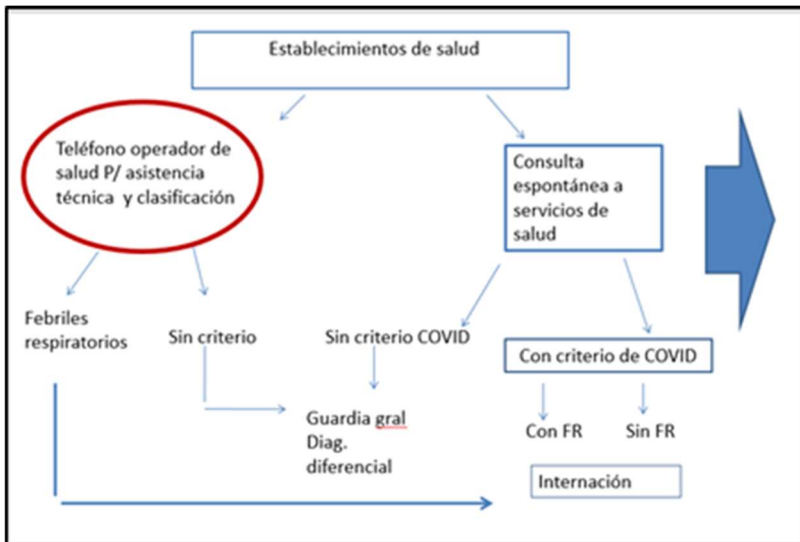 Establecimientos de salud
Teléfono operador de
salud P/ asistencia
técnica y clasificación
Consulta
espontánea a
servicios de
salud
Febriles
respiratorios
Sin criterio
Sin criterio COVID
Con criterio de COVID
Guardia gral
Diag.
diferencial
Con FR
Sin FR
Internación